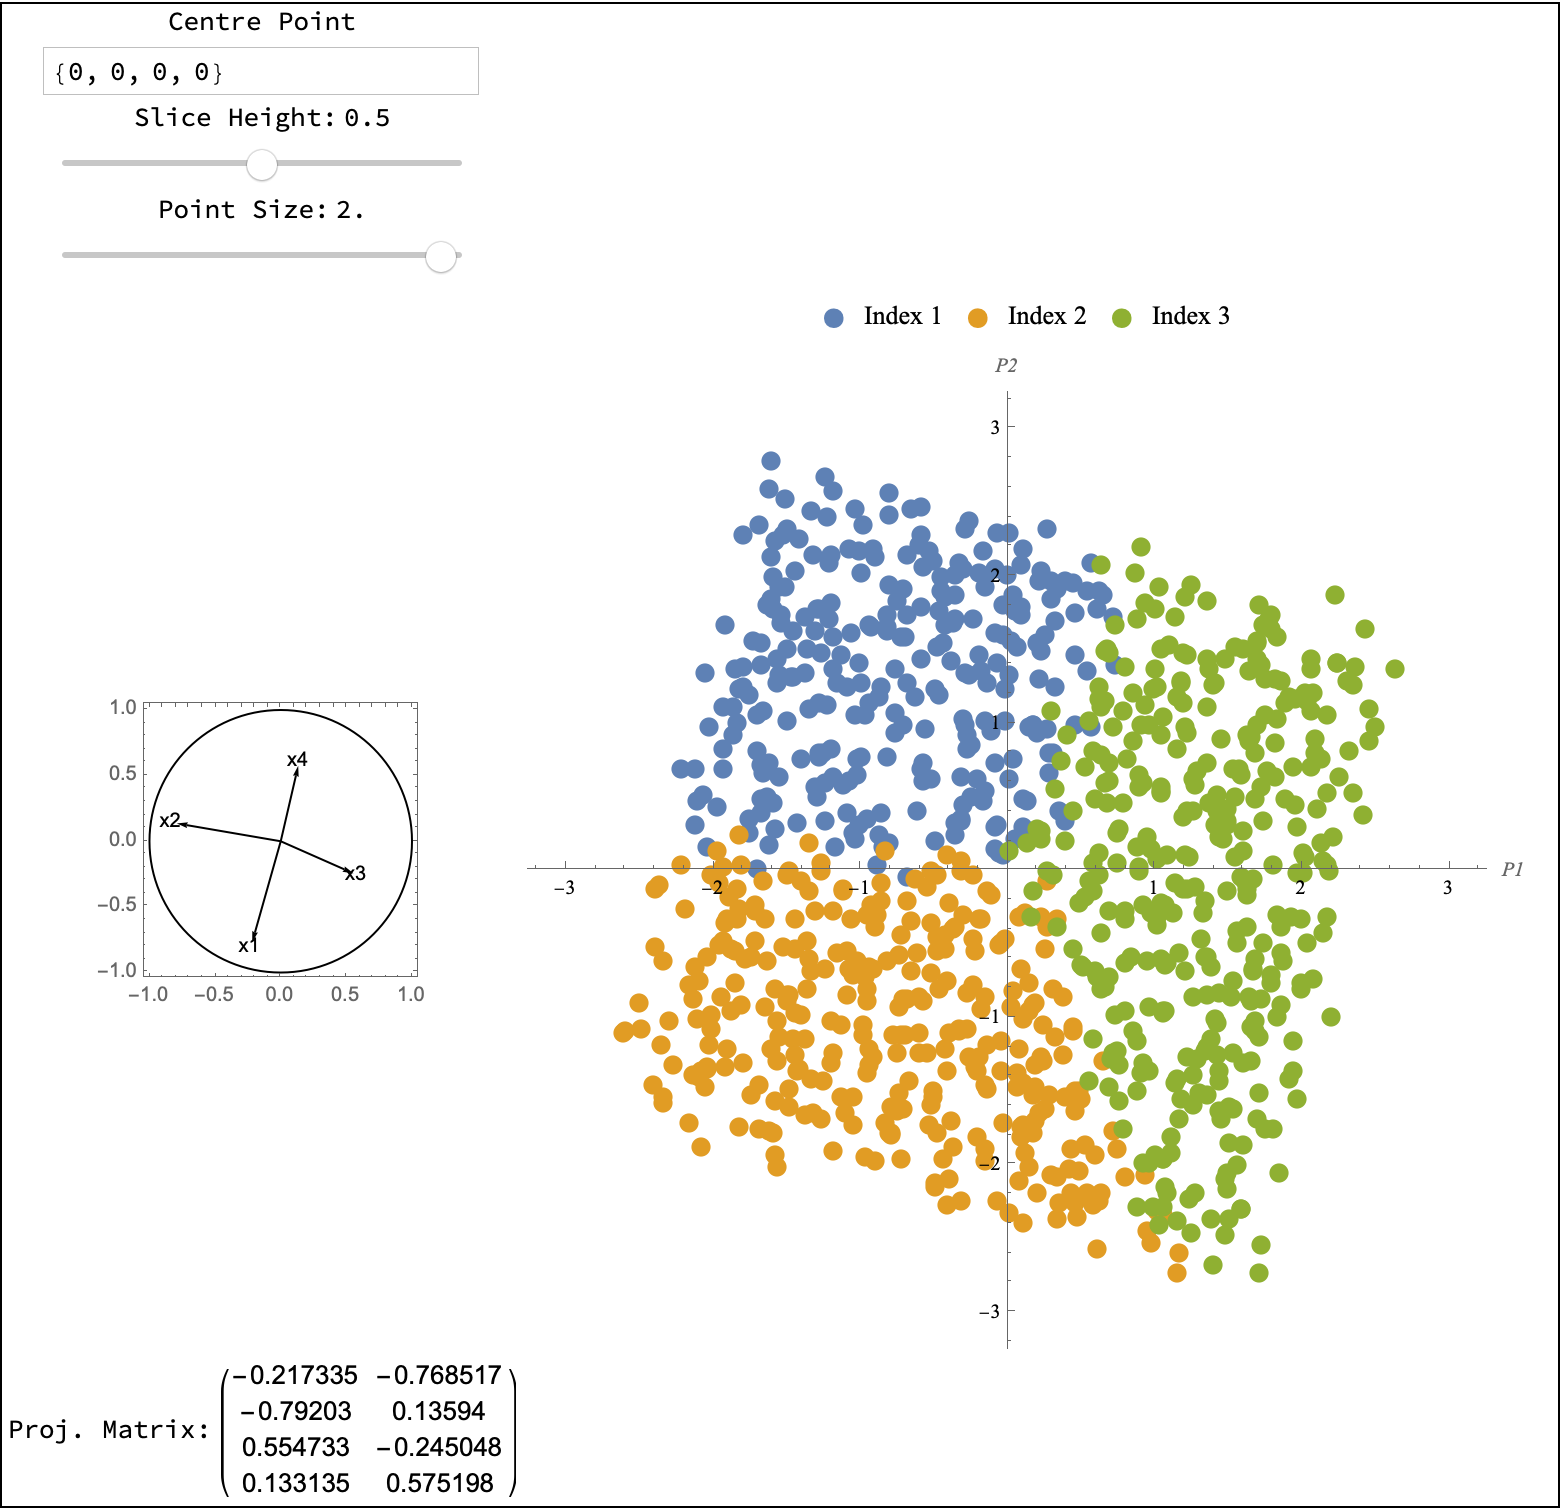 Centre Point
{0, 0, 0, 0}
Slice Height: 0.5
Point Size: 2.
Index 1 Index 2 Index 3
P2
3
2
1
−3 −2 −1 1 2 3 P1
−1
−2
−3
1.0
0.5
0.0
−0.5
−1.0
−1.0 −0.5 0.0 0.5 1.0
x4
x2
x3
x1
Proj. Matrix:
−0.217335 −0.768517
−0.79203 0.13594
0.554733 −0.245048
0.133135 0.575198